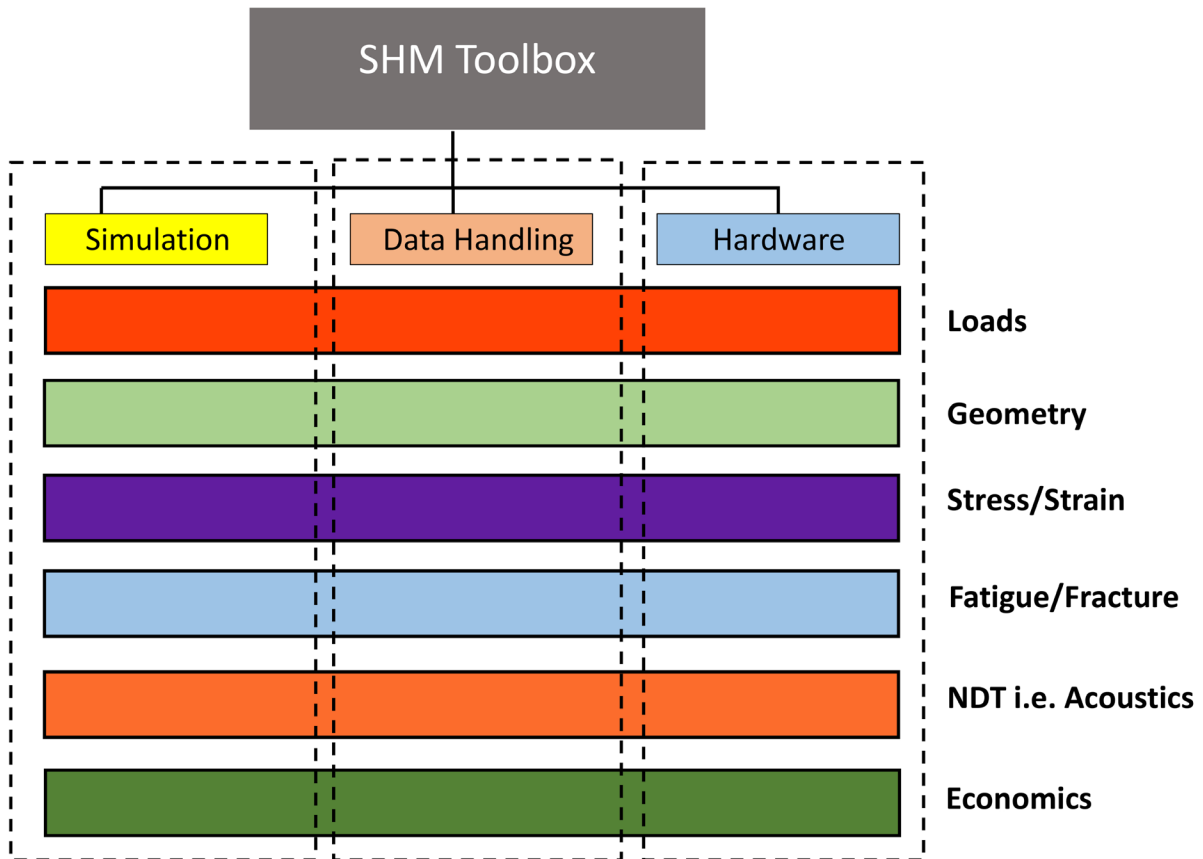 SHM Toolbox
Simulation
Data Handling
Hardware
Loads
Geometry
Stress/Strain
Fatigue/Fracture
NDT i.e. Acoustics
Economics